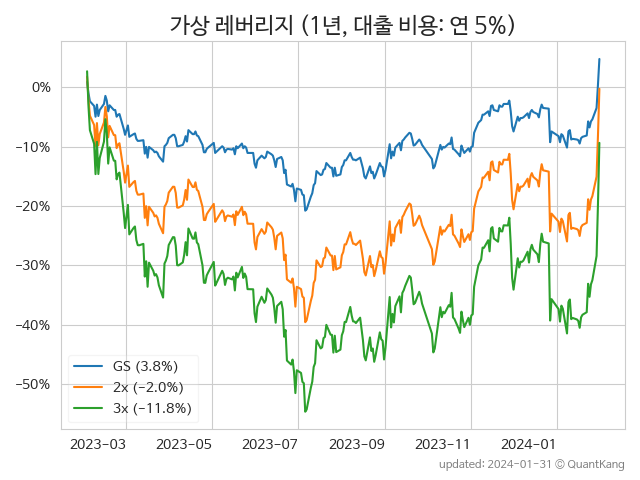 가상 레버리지 (1년, 대출 비용: 연 5%)
0%
−10%
−20%
−30%
−40%
−50%
GS (3.8%)
2x (−2.0%)
3x (−11.8%)
2023-03 2023-05 2023-07 2023-09 2023-11 2024-01
updated: 2024-01-31 © QuantKang